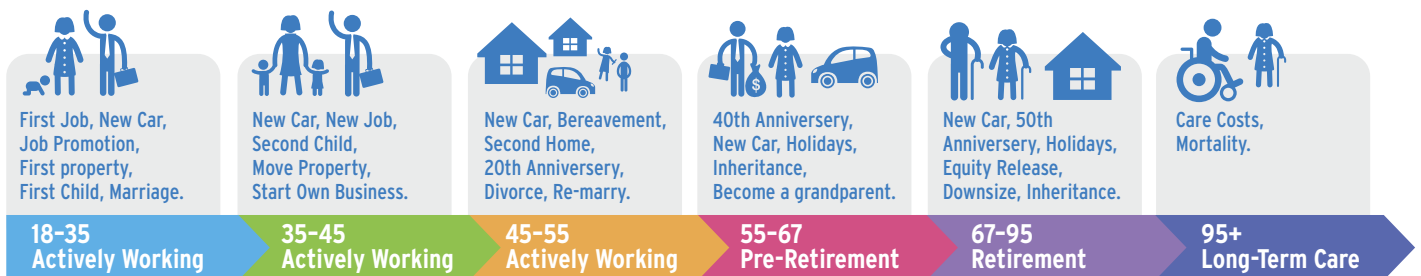 First Job, New Car,
Job Promotion,
First property,
First Child, Marriage.
New Car, New Job,
Second Child,
Move Property,
Start Own Business.
New Car, Bereavement,
Second Home,
20th Anniversery,
Divorce, Re-marry.
40th Anniversery,
New Car, Holidays,
Inheritance,
Become a grandparent.
New Car, 50th
Anniversery, Holidays,
Equity Release,
Downsize, Inheritance.
Care Costs,
Mortality.
18-35
Actively Working
35-45
Actively Working
45-55
Actively Working
55-67
Pre-Retirement
67-95
Retirement
95+
Long-Term Care
$